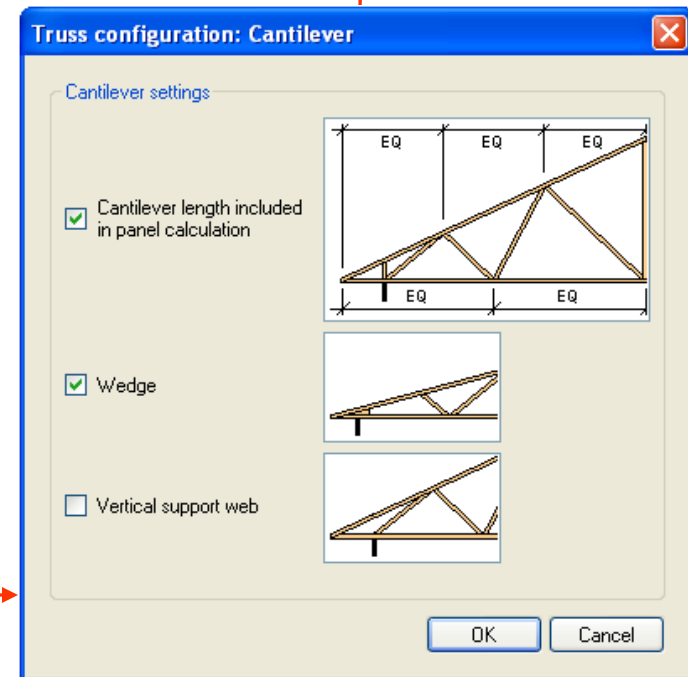 Truss configuration: Cantilever
Cantilever settings
EQ EQ EQ
Cantilever length included
in panel calculation
EQ EQ
Wedge
Vertical support web
OK Cancel